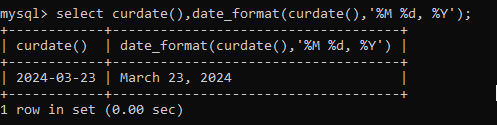 mysql> select curdate(),date_format(curdate(),'%M %d, %Y');
+------------+------------------------------------+
| curdate()  | date_format(curdate(),'%M %d, %Y') |
+------------+------------------------------------+
| 2024-03-23 | March 23, 2024                     |
+------------+------------------------------------+
1 row in set (0.00 sec)